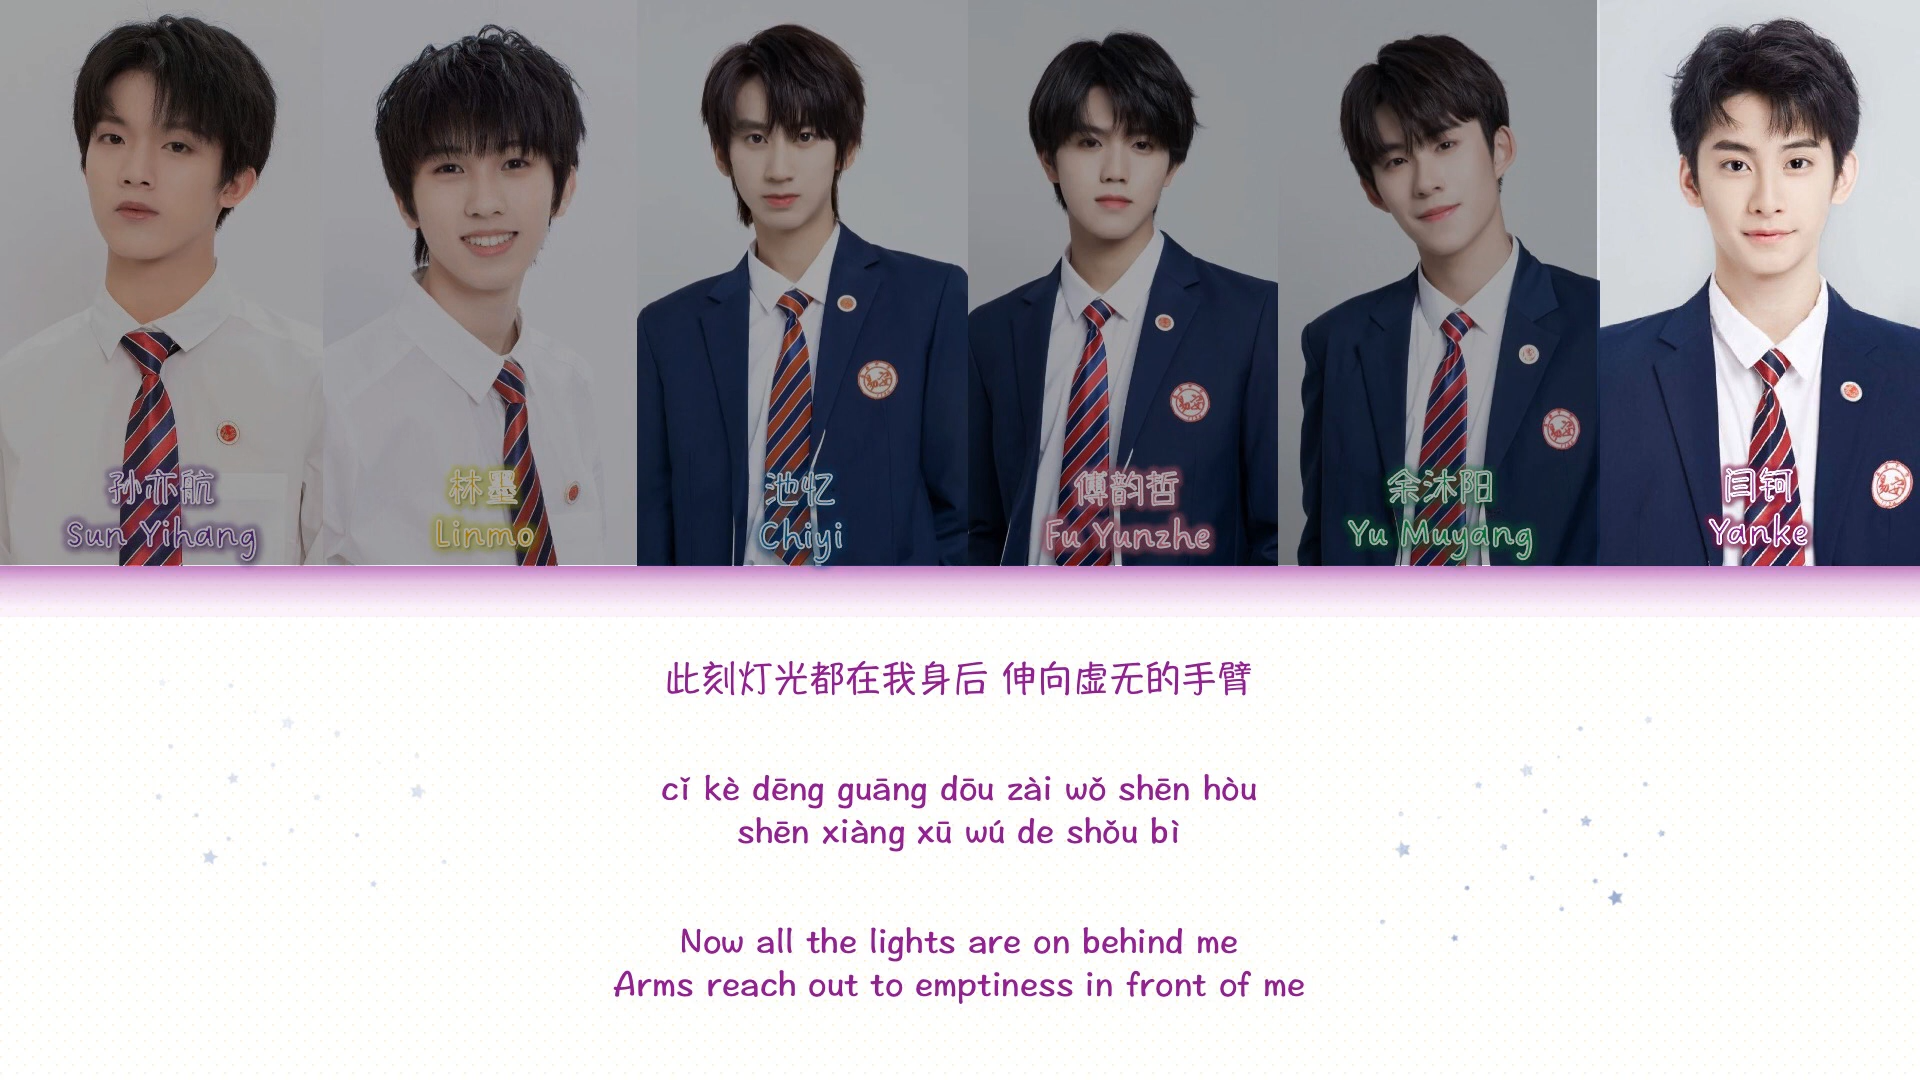 孙亦航
Sun Yihang
林墨
Linmo
池忆
Chiyi
傅韵哲
Fu Yunzhe
余沐阳
Yu Muyang
闫钶
Yanke
此刻灯光都在我身后 伸向虚无的手臂
cǐ kè dēng guāng dōu zài wǒ shēn hòu
shēn xiàng xū wú de shǒu bì
Now all the lights are on behind me
Arms reach out to emptiness in front of me